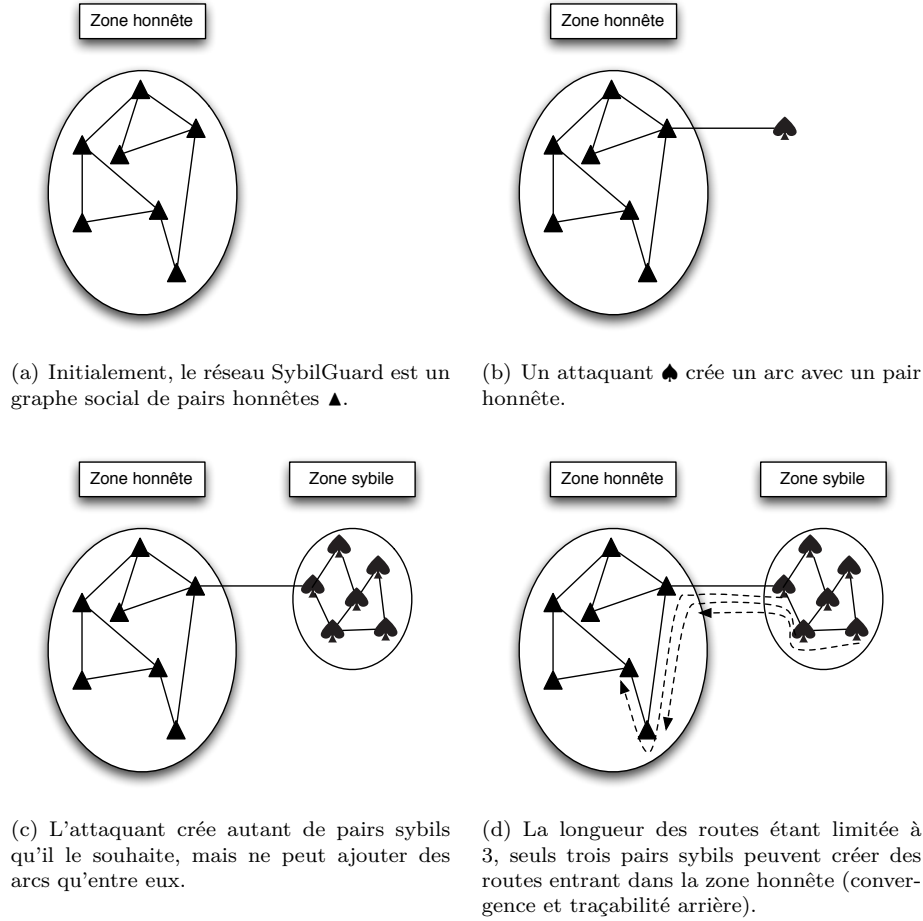 Zone honnête
Zone honnête
(a) Initialement, le réseau SybilGuard est un
graphe social de pairs honnêtes ▲.
(b) Un attaquant ♠ crée un arc avec un pair
honnête.
Zone honnête
Zone sybile
Zone honnête
Zone sybile
(c) L'attaquant crée autant de pairs sybils
qu'il le souhaite, mais ne peut ajouter des
arcs qu'entre eux.
(d) La longueur des routes étant limitée à
3, seuls trois pairs sybils peuvent créer des
routes entrant dans la zone honnête (conver-
gence et traçabilité arrière).